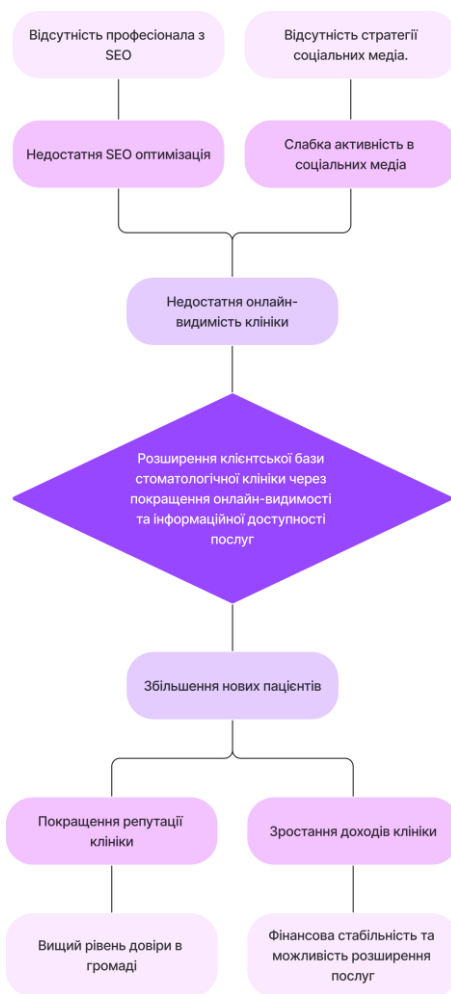 Відсутність професіонала з
SEO
Відсутність стратегії
соціальних медіа.
Недостатня SEO оптимізація
Слабка активність в
соціальних медіа
Недостатня онлайн-
видимість клініки
Розширення клієнтської бази
стоматологічної клініки через
покращення онлайн-видимості
та інформаційної доступності
послуг
Збільшення нових пацієнтів
Покращення репутації
клініки
Зростання доходів клініки
Вищий рівень довіри в
громаді
Фінансова стабільність та
можливість розширення
послуг